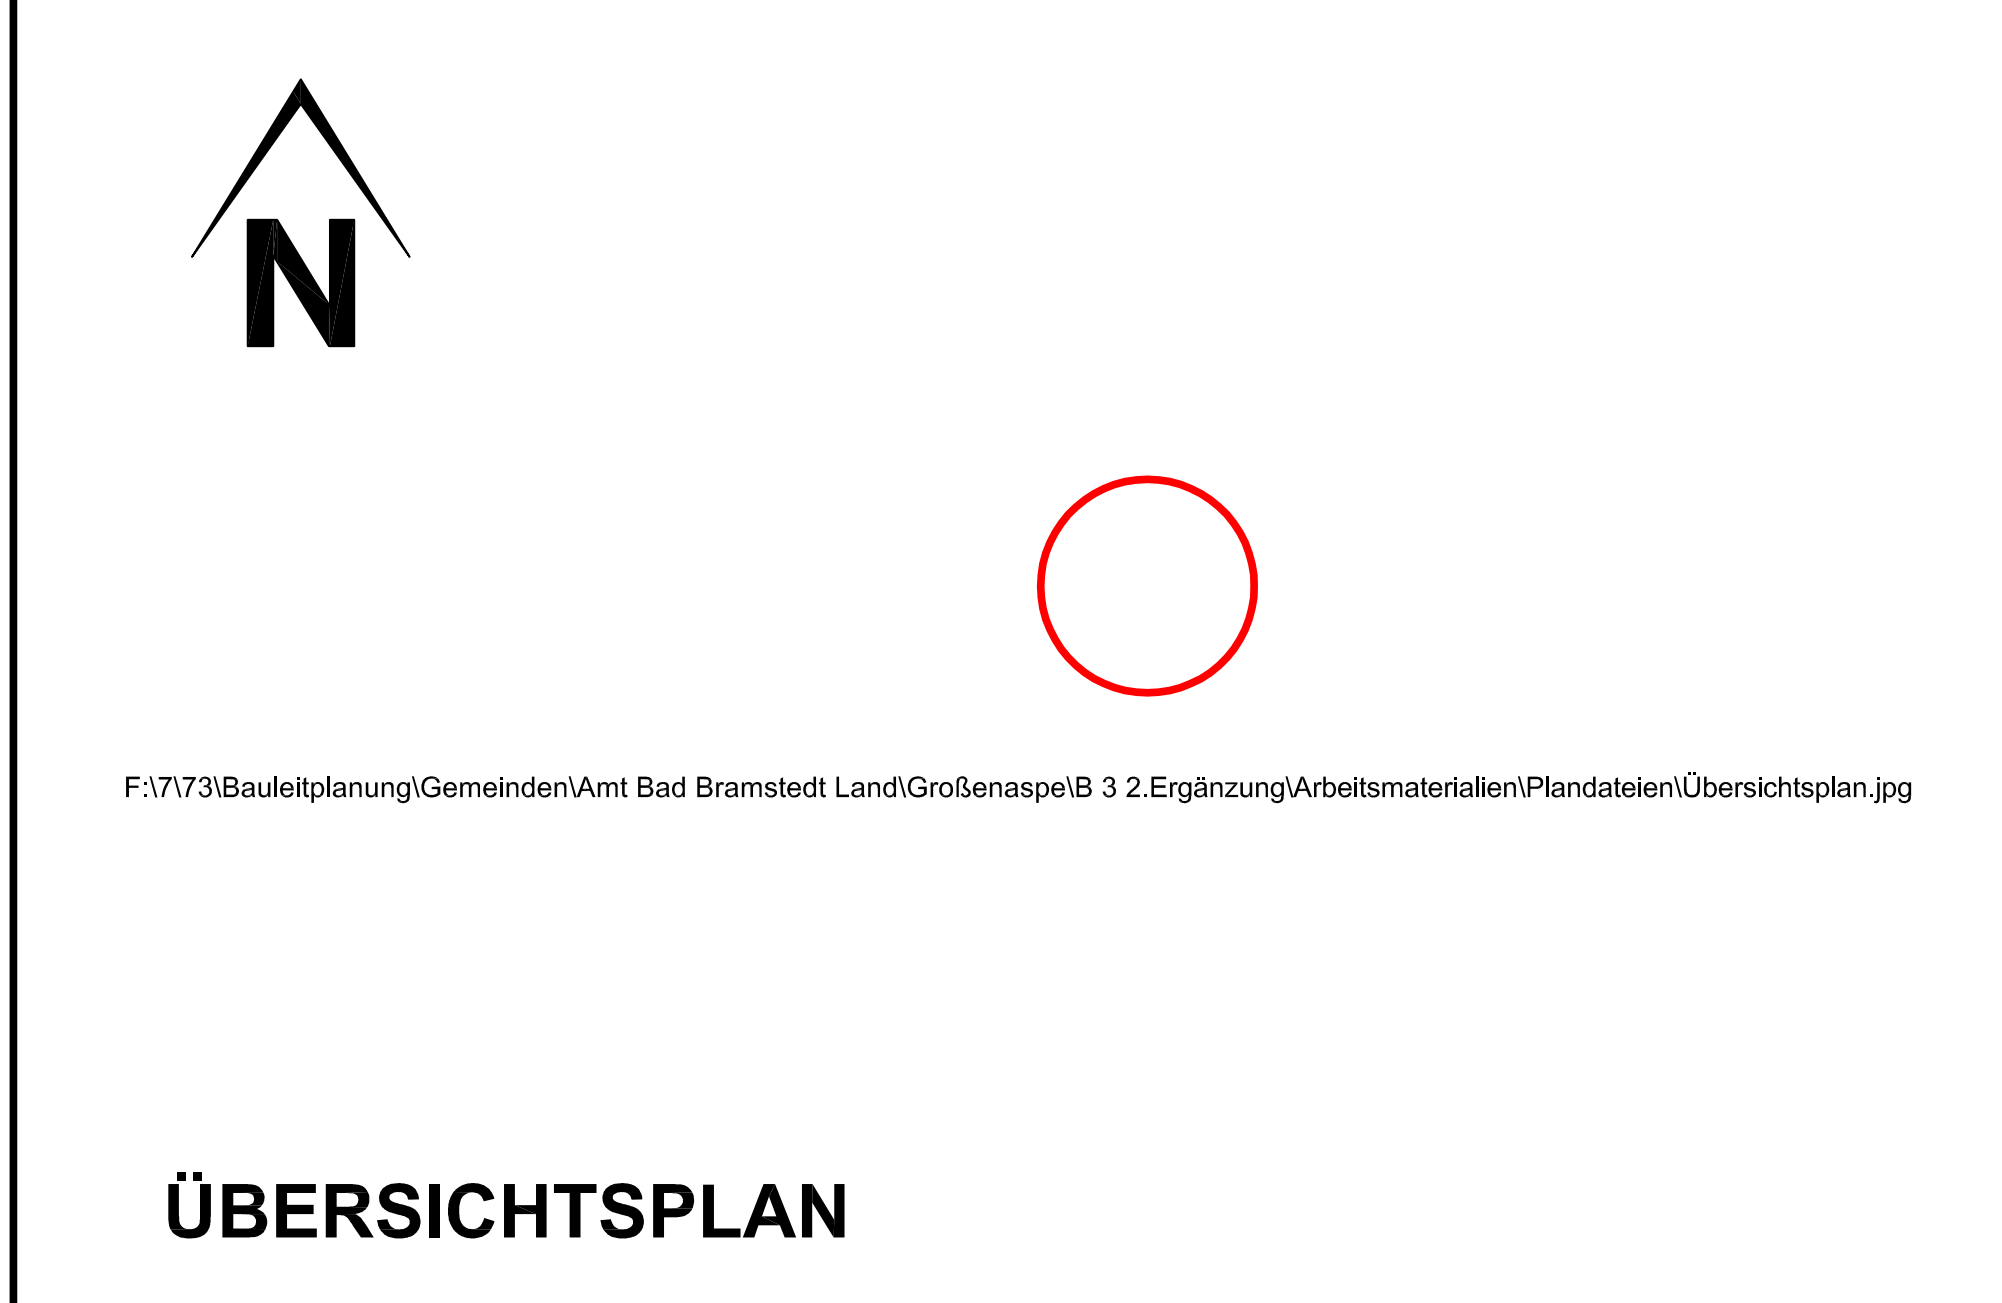 N
F:\7\73\Bauleitplanung\Gemeinden\Amt Bad Bramstedt Land\Großenaspe\B 3 2.Ergänzung\Arbeitsmaterialien\Plandateien\Übersichtsplan.jpg
ÜBERSICHTSPLAN